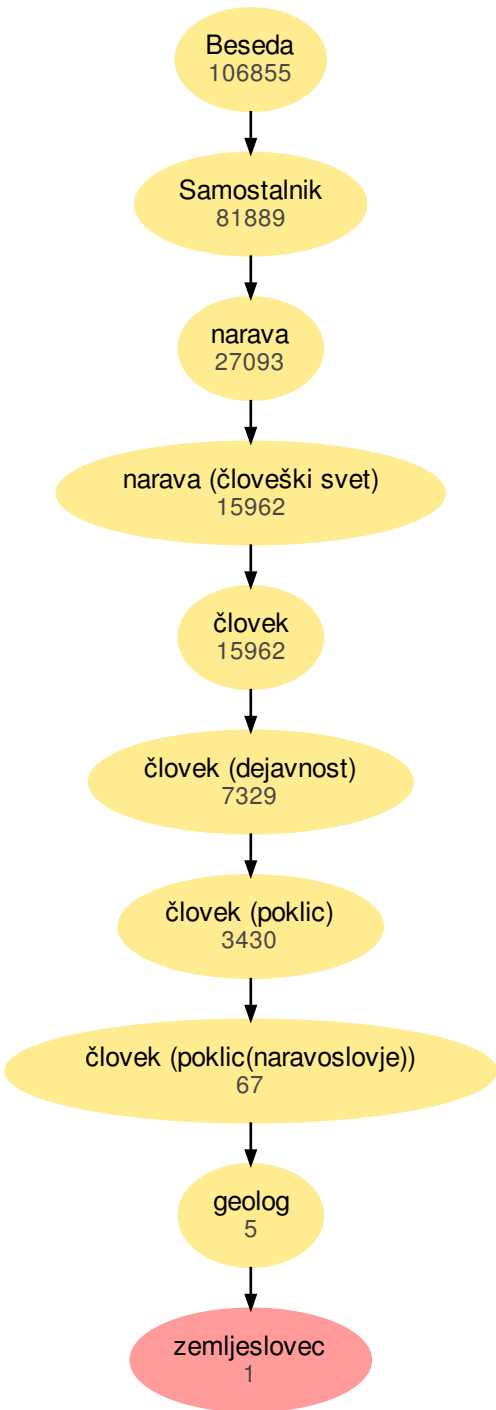 Beseda
106855
Samostalnik
81889
narava
27093
narava (človeški svet)
15962
človek
15962
človek (dejavnost)
7329
človek (poklic)
3430
človek (poklic(naravoslovje))
67
geolog
5
zemljeslovec
1